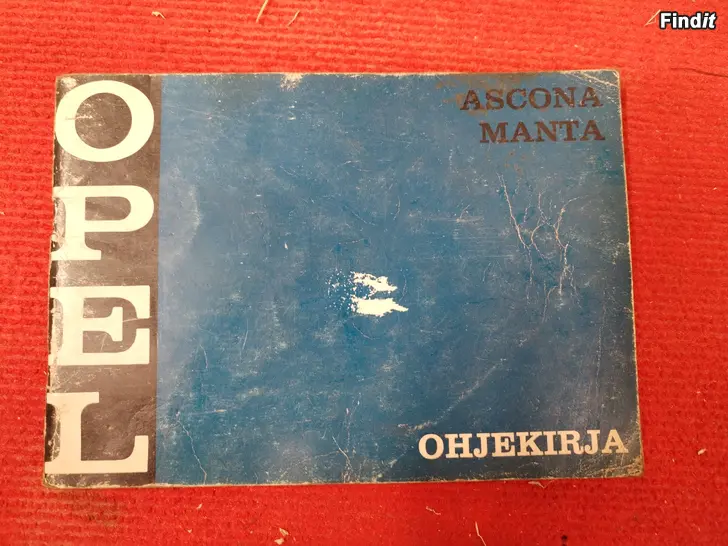 Findit
OPEL
ASCONA
MANTA
OHJEKIRJA